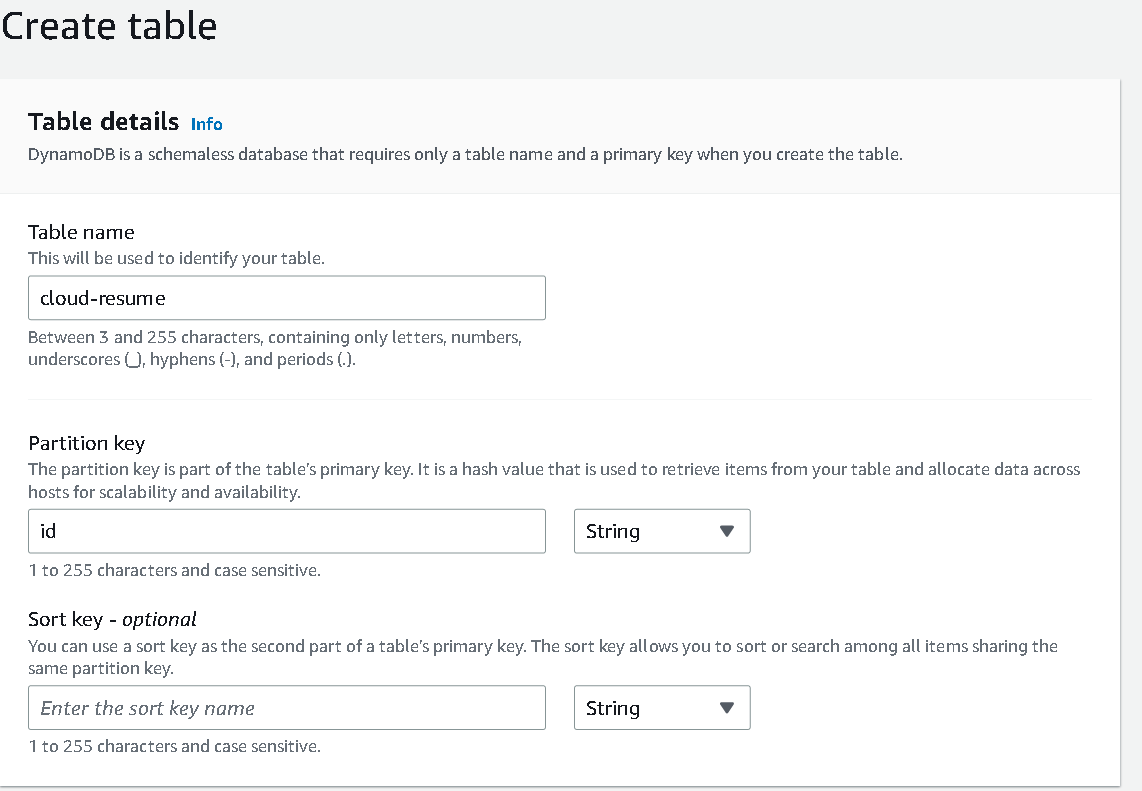 Create table
Table details Info
DynamoDB is a schemaless database that requires only a table name and a primary key when you create the table.
Table name
This will be used to identify your table.
cloud-resume
Between 3 and 255 characters, containing only letters, numbers,
underscores (_), hyphens (-), and periods (.).
Partition key
The partition key is part of the table's primary key. It is a hash value that is used to retrieve items from your table and allocate data across
hosts for scalability and availability.
id String
1 to 255 characters and case sensitive.
Sort key - optional
You can use a sort key as the second part of a table's primary key. The sort key allows you to sort or search among all items sharing the
same partition key.
Enter the sort key name String
1 to 255 characters and case sensitive.